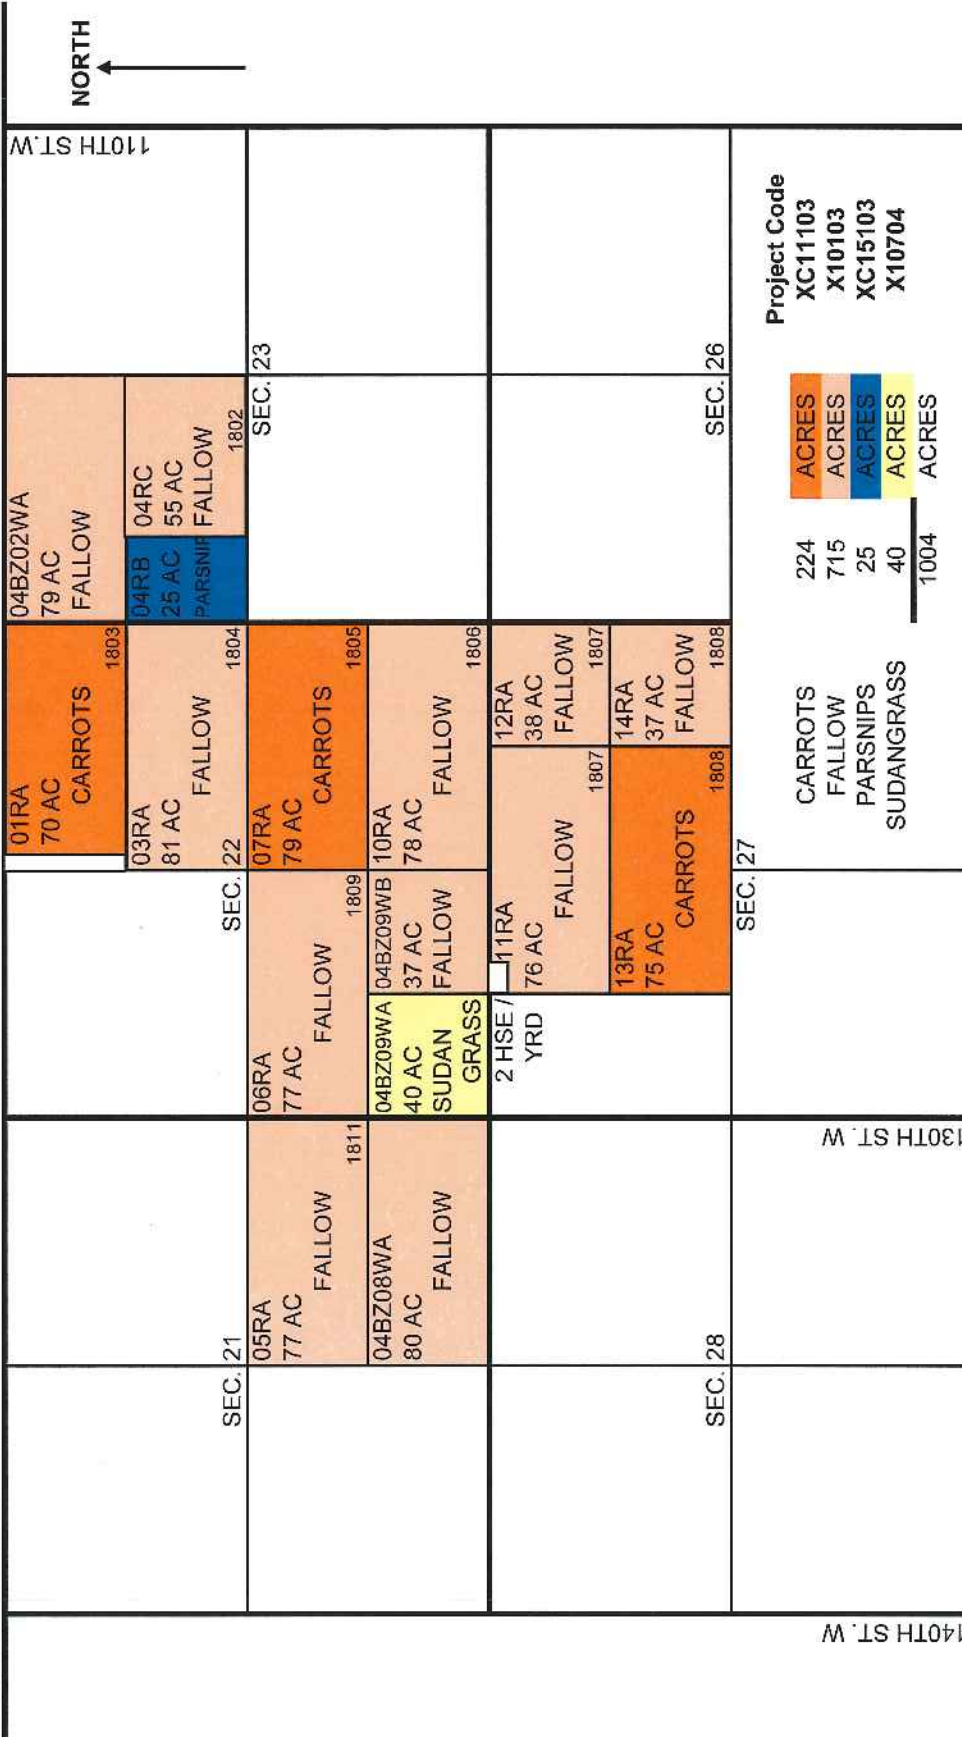 NORTH
110TH ST.W
04BZ02WA
79 AC
FALLOW
04RB
25 AC
PARSNIP
04RC
55 AC
FALLOW
1802
SEC. 23
01RA
70 AC
CARROTS
1803
03RA
81 AC
FALLOW
1804
SEC. 22
07RA
79 AC
CARROTS
1805
10RA
78 AC
FALLOW
1806
06RA
77 AC
FALLOW
1809
04BZ09WA
40 AC
SUDAN
GRASS
04BZ09WB
37 AC
FALLOW
05RA
77 AC
FALLOW
1811
04BZ08WA
80 AC
FALLOW
SEC. 21
2 HSE /
YRD
11RA
76 AC
FALLOW
1807
12RA
38 AC
FALLOW
1807
13RA
75 AC
CARROTS
1808
14RA
37 AC
FALLOW
1808
SEC. 26
SEC. 27
SEC. 28
140TH ST. W
130TH ST. W
Project Code
CARROTS 224 ACRES XC11103
FALLOW 715 ACRES X10103
PARSNIPS 25 ACRES XC15103
SUDANGRASS 40 ACRES X10704
1004 ACRES